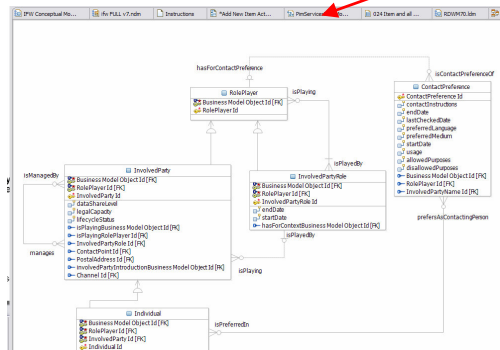 IFW Conceptual Mo...
ifw FULL v7.ndm
Instructions
*Add New Item Act...
024 Item and all ...
RDWM70.ldm
hasForContactPreference
isContactPreferenceOf
RolePlayer
Business Model Object Id [FK]
RolePlayer Id
isPlaying
ContactPreference
ContactPreference Id
contactInstructions
endDate
lastCheckedDate
preferredLanguage
preferredMedium
startDate
usage
allowedPurposes
disallowedPurposes
Business Model Object Id [FK]
RolePlayer Id [FK]
InvolvedPartyName Id [FK]
isPlayedBy
isManagedBy
InvolvedParty
Business Model Object Id [FK]
RolePlayer Id [FK]
InvolvedParty Id
dataShareLevel
legalCapacity
lifecycleStatus
isPlayingBusiness Model Object Id [FK]
isPlayingRolePlayer Id [FK]
InvolvedPartyRole Id [FK]
ContactPoint Id [FK]
PostalAddress Id [FK]
involvedPartyIntroductionBusiness Model Object Id [FK]
Channel Id [FK]
InvolvedPartyRole
Business Model Object Id [FK]
RolePlayer Id [FK]
InvolvedPartyRole Id
endDate
startDate
hasForContextBusiness Model Object Id [FK]
prefersAsContactingPerson
isPlayedBy
manages
isPlaying
Individual
Business Model Object Id [FK]
RolePlayer Id [FK]
InvolvedParty Id [FK]
Individual Id
isPreferredIn